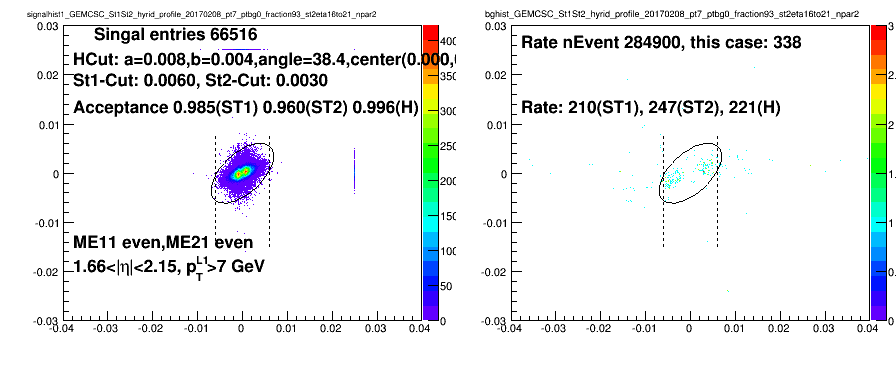 signalhist1_GEMCSC_St1St2_hyrid_profile_20170208_pt7_ptbg0_fraction93_st2eta16to21_npar2
Singal entries 66516
HCut: a=0.008,b=0.004,angle=38.4,center(0.000,
St1-Cut: 0.0060, St2-Cut: 0.0030
Acceptance 0.985(ST1) 0.960(ST2) 0.996(H)
ME11 even,ME21 even
1.66<|η|<2.15, p_T^L1>7 GeV
0.03
0.02
0.01
0
-0.01
-0.02
-0.03
-0.04 -0.03 -0.02 -0.01 0 0.01 0.02 0.03 0.04
400
350
300
250
200
150
100
50
0
bghist_GEMCSC_St1St2_hyrid_profile_20170208_pt7_ptbg0_fraction93_st2eta16to21_npar2
Rate nEvent 284900, this case: 338
Rate: 210(ST1), 247(ST2), 221(H)
0.03
0.02
0.01
0
-0.01
-0.02
-0.03
-0.04 -0.03 -0.02 -0.01 0 0.01 0.02 0.03 0.04
3
2
1
0